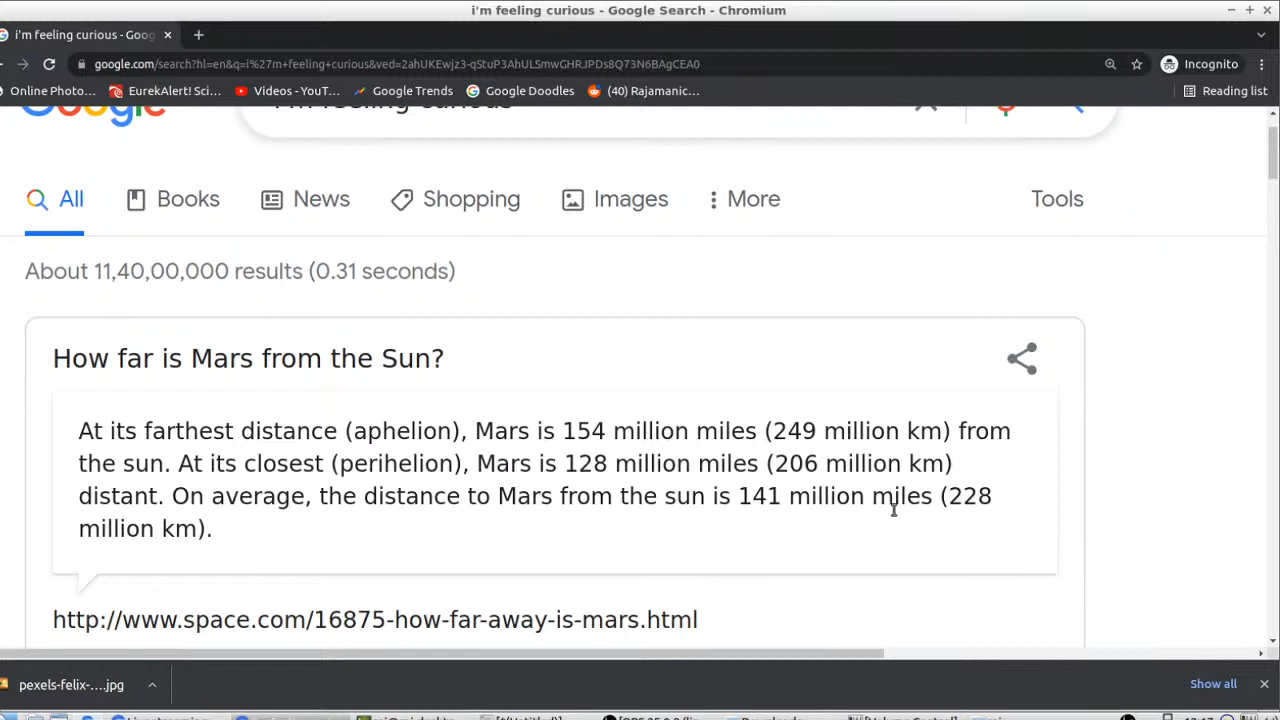 i'm feeling curious - Google Search - Chromium
i'm feeling curious - Goog
google.com/search?hl=en&q=i%27m+feeling+curious&ved=2ahUKEwjz3-qStuP3AhULSmwGHRJPDs8Q73N6BAgCEA0
Incognito
Online Photo… EurekAlert! Sci… Videos - YouT… Google Trends Google Doodles (40) Rajamanic… Reading list
Google i'm feeling curious
All Books News Shopping Images More Tools
About 11,40,00,000 results (0.31 seconds)
How far is Mars from the Sun?
At its farthest distance (aphelion), Mars is 154 million miles (249 million km) from
the sun. At its closest (perihelion), Mars is 128 million miles (206 million km)
distant. On average, the distance to Mars from the sun is 141 million miles (228
million km).
http://www.space.com/16875-how-far-away-is-mars.html
pexels-felix-....jpg Show all